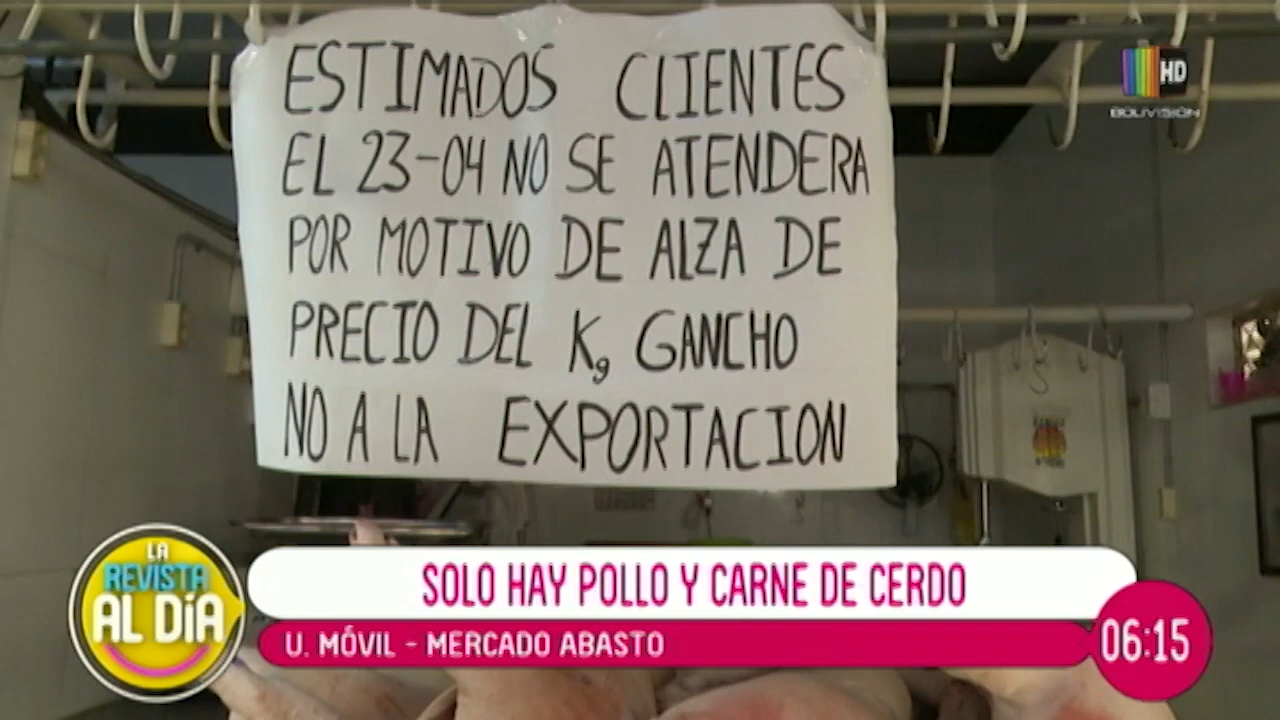 ESTIMADOS CLIENTES
EL 23-04 NO SE ATENDERA
POR MOTIVO DE ALZA DE
PRECIO DEL Kg GANCHO
NO A LA EXPORTACION
HD
BOLIVISIÓN
LA
REVISTA
AL DÍA
SOLO HAY POLLO Y CARNE DE CERDO
U. MÓVIL - MERCADO ABASTO
06:15